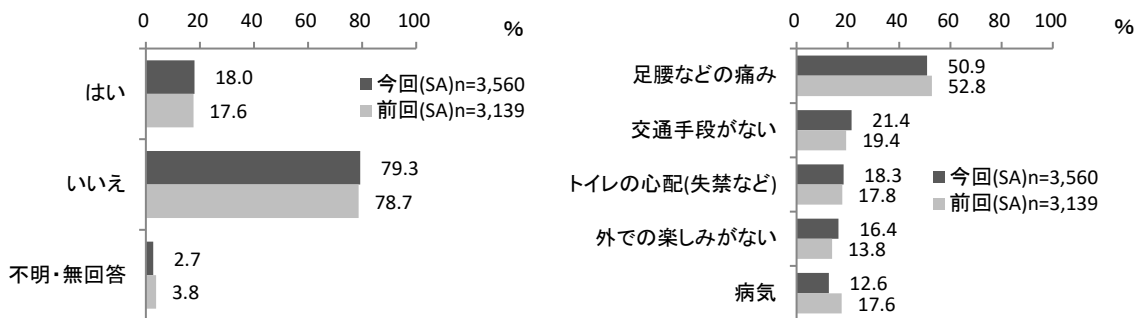 0 20 40 60 80 100
%
はい
18.0
17.6
■今回(SA)n=3,560
■前回(SA)n=3,139
いいえ
79.3
78.7
不明・無回答
2.7
3.8
0 20 40 60 80 100
%
足腰などの痛み
50.9
52.8
交通手段がない
21.4
19.4
トイレの心配(失禁など)
18.3
17.8
■今回(SA)n=3,560
■前回(SA)n=3,139
外での楽しみがない
16.4
13.8
病気
12.6
17.6